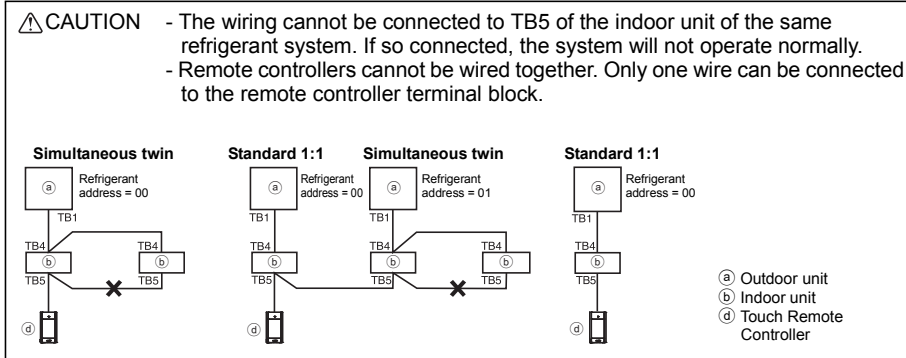 ⚠CAUTION - The wiring cannot be connected to TB5 of the indoor unit of the same
refrigerant system. If so connected, the system will not operate normally.
- Remote controllers cannot be wired together. Only one wire can be connected
to the remote controller terminal block.
Simultaneous twin Standard 1:1 Simultaneous twin Standard 1:1
ⓐ Refrigerant ⓐ Refrigerant ⓐ Refrigerant ⓐ Refrigerant
address = 00 address = 00 address = 01 address = 00
TB1 TB1 TB1 TB1
TB4 TB4 TB4 TB4 TB4 TB4
ⓑ ⓑ ⓑ ⓑ ⓑ ⓑ
TB5 TB5 TB5 TB5 TB5 TB5
ⓓ ⓓ ⓓ
ⓐ Outdoor unit
ⓑ Indoor unit
ⓓ Touch Remote
Controller